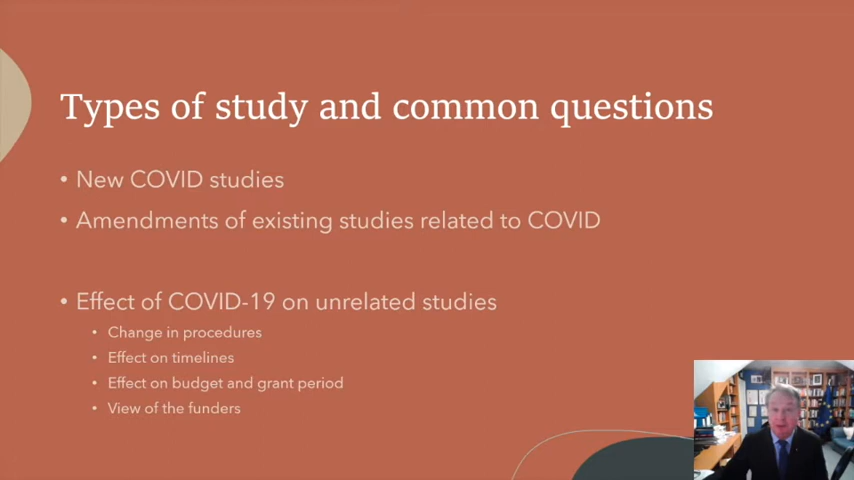 Types of study and common questions
• New COVID studies
• Amendments of existing studies related to COVID
• Effect of COVID-19 on unrelated studies
• Change in procedures
• Effect on timelines
• Effect on budget and grant period
• View of the funders